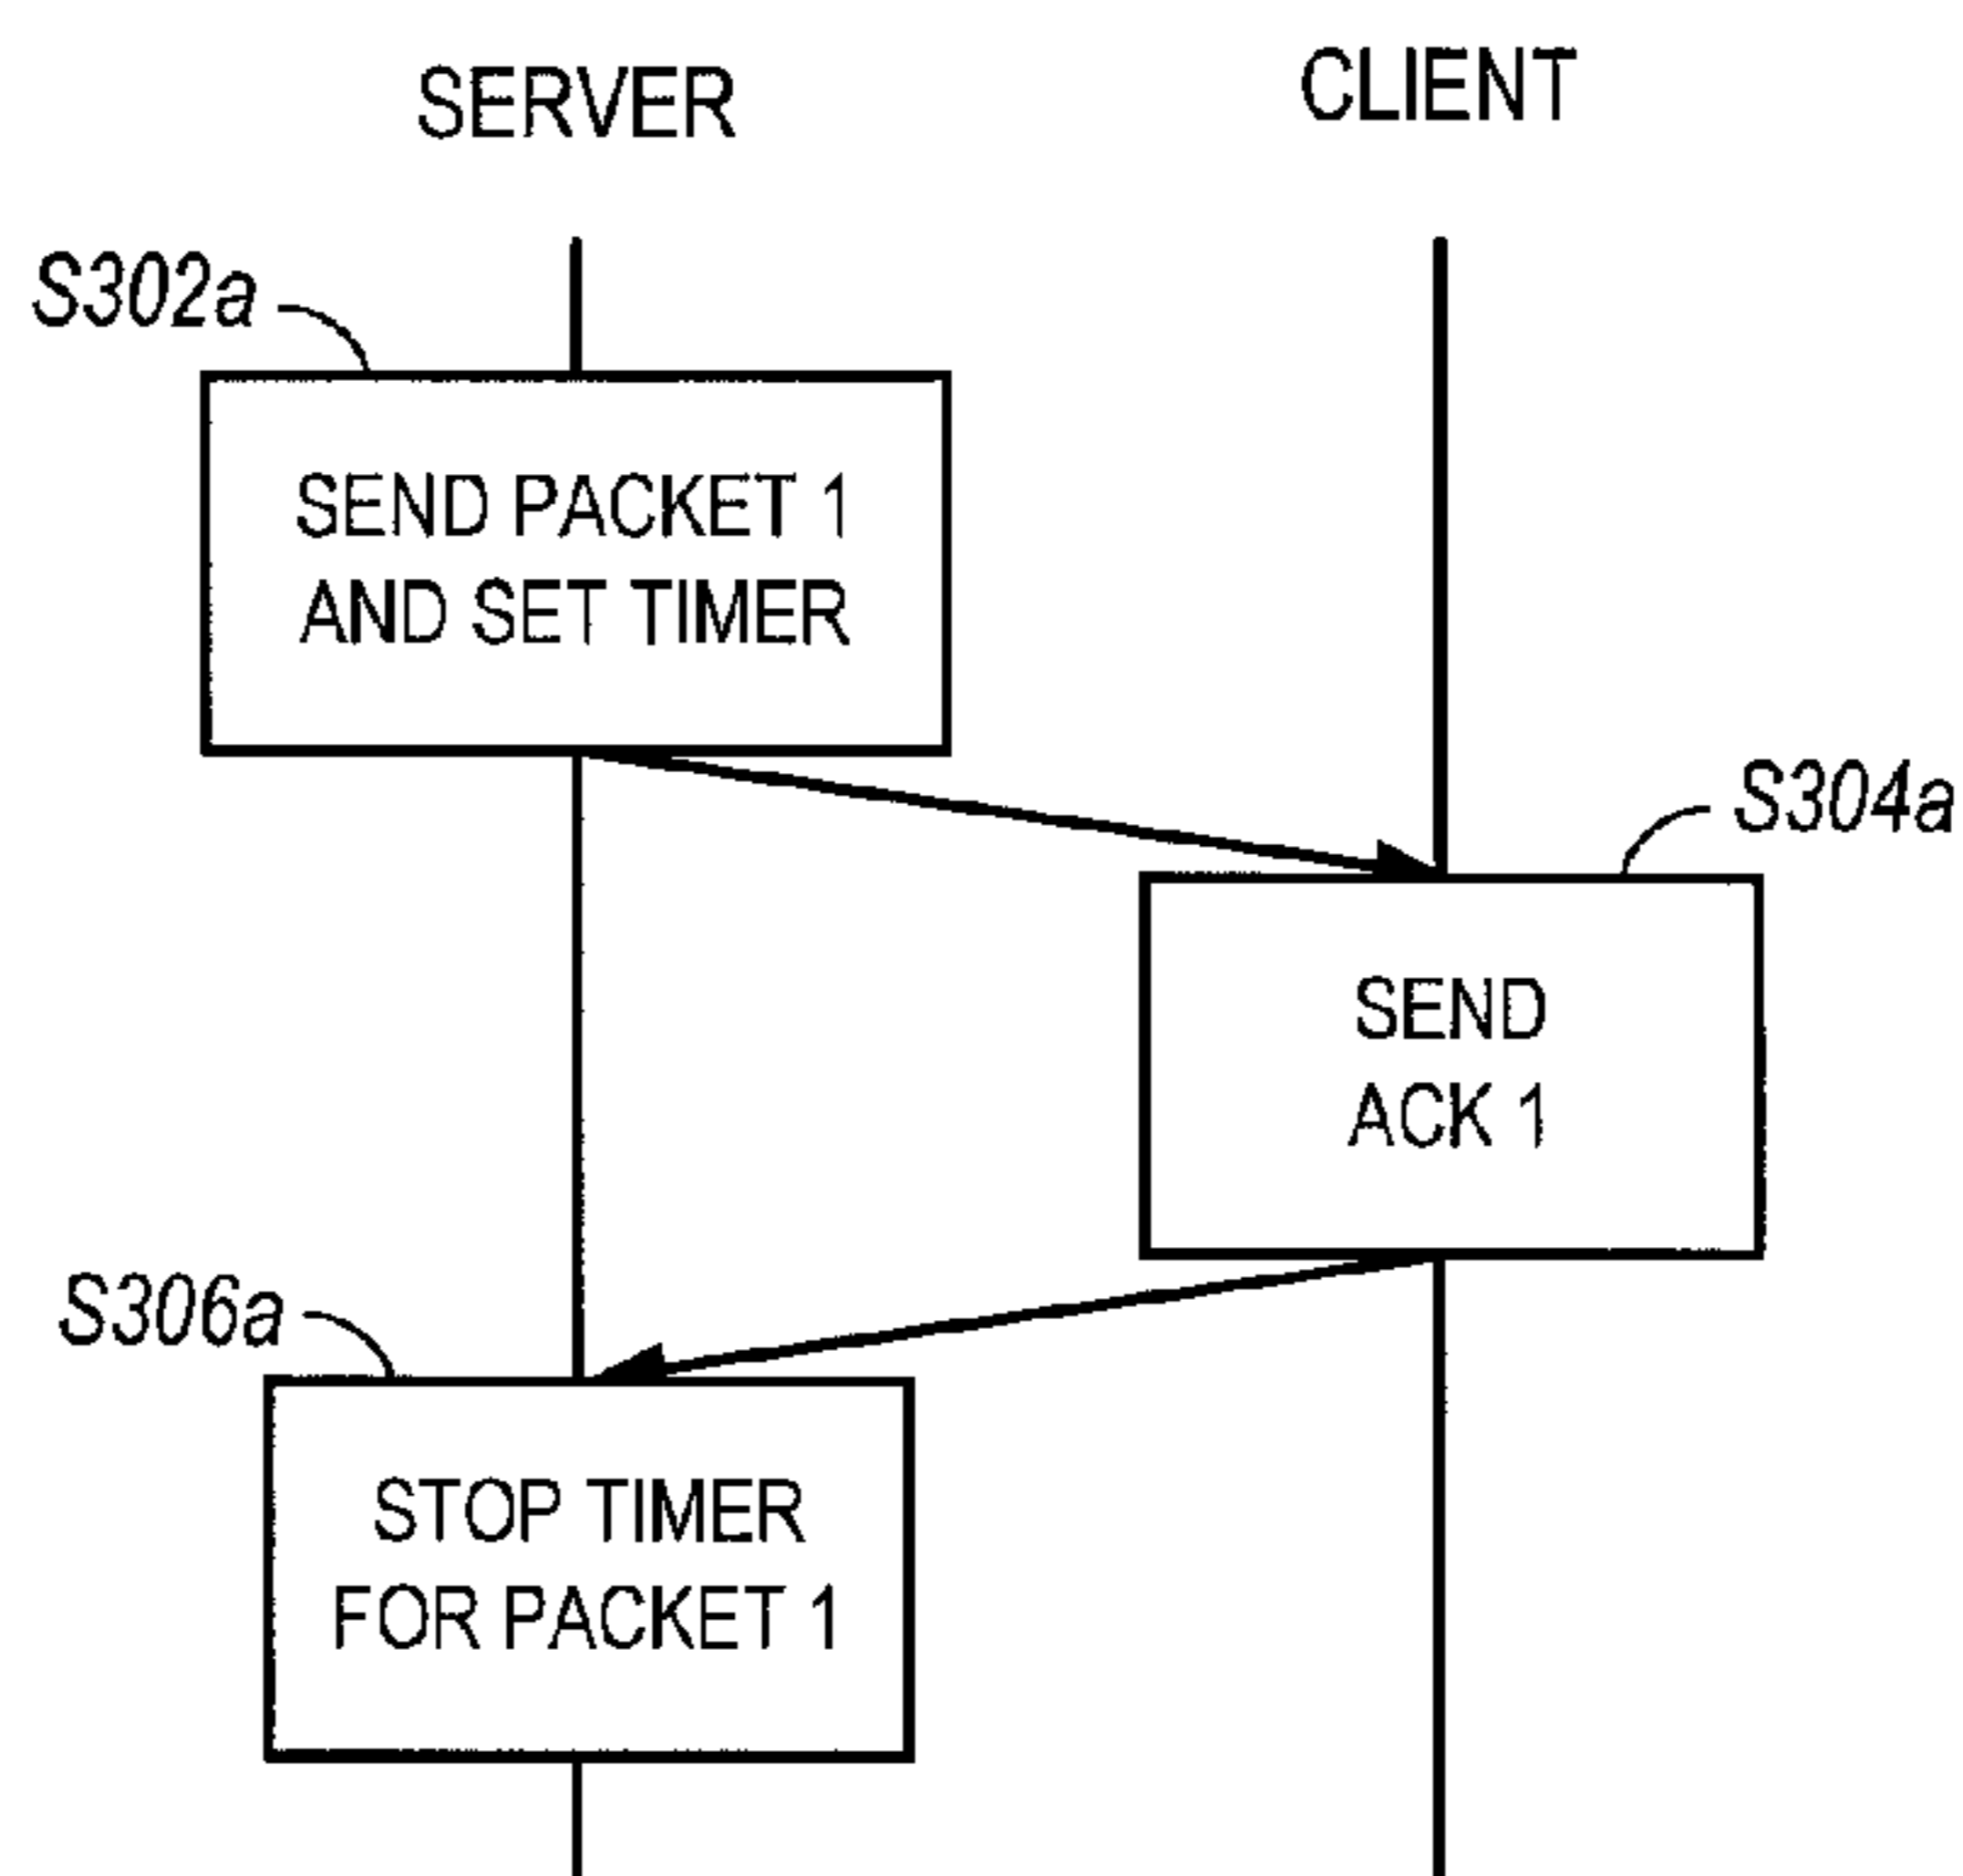 SERVER
CLIENT
S302a
SEND PACKET 1
AND SET TIMER
S304a
SEND
ACK 1
S306a
STOP TIMER
FOR PACKET 1